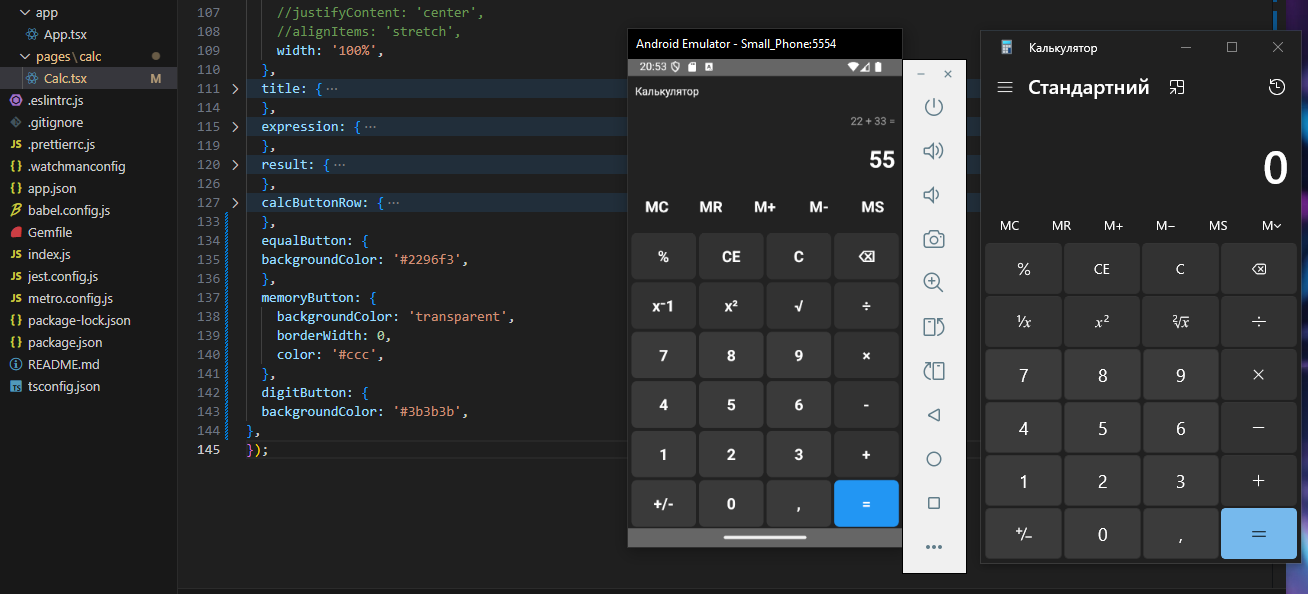 app
App.tsx
pages\calc
Calc.tsx M
.eslintrc.js
.gitignore
JS .prettierrc.js
{} .watchmanconfig
{} app.json
babel.config.js
Gemfile
JS index.js
JS jest.config.js
JS metro.config.js
{} package-lock.json
{} package.json
README.md
TS tsconfig.json
107 //justifyContent: 'center',
108 //alignItems: 'stretch',
109 width: '100%',
110 },
111 title: { ···
114 },
115 expression: { ···
119 },
120 result: { ···
126 },
127 calcButtonRow: { ···
133 },
134 equalButton: {
135 backgroundColor: '#2296f3',
136 },
137 memoryButton: {
138 backgroundColor: 'transparent',
139 borderWidth: 0,
140 color: '#ccc',
141 },
142 digitButton: {
143 backgroundColor: '#3b3b3b',
144 },
145 });
Android Emulator - Small_Phone:5554
20:53
Калькулятор
22 + 33 =
55
MC MR M+ M- MS
% CE C ⌫
x-1 x² √ ÷
7 8 9 ×
4 5 6 -
1 2 3 +
+/- 0 , =
Калькулятор
Стандартний
0
MC MR M+ M− MS M˅
% CE C ⌫
¹/x x² ²√x ÷
7 8 9 ×
4 5 6 −
1 2 3 +
+/− 0 , =